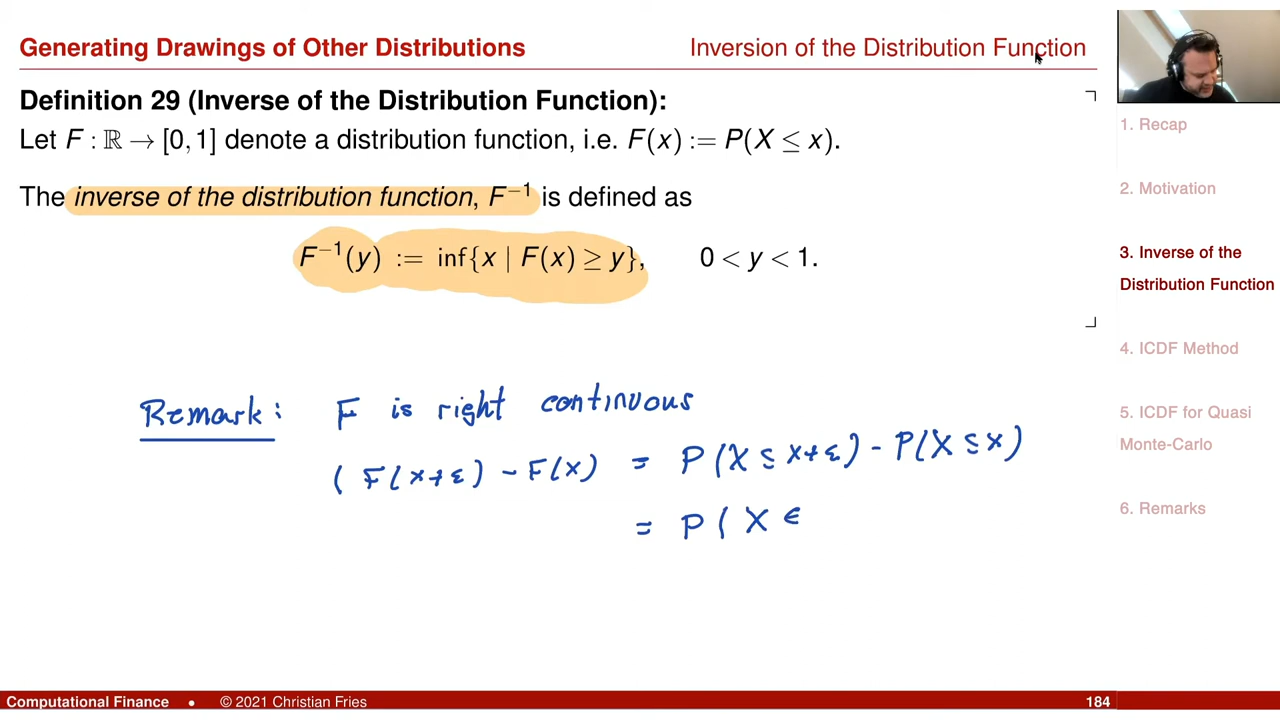 Generating Drawings of Other Distributions
Inversion of the Distribution Function
Definition 29 (Inverse of the Distribution Function):
Let F : ℝ → [0, 1] denote a distribution function, i.e. F(x) := P(X ≤ x).
The inverse of the distribution function, F⁻¹ is defined as
F⁻¹(y) := inf{x | F(x) ≥ y}, 0 < y < 1.
Remark: F is right continuous
( F(x+ε) − F(x) = P(X ≤ x+ε) − P(X ≤ x)
= P( X ∈
1. Recap
2. Motivation
3. Inverse of the
Distribution Function
4. ICDF Method
5. ICDF for Quasi
Monte-Carlo
6. Remarks
Computational Finance • © 2021 Christian Fries 184